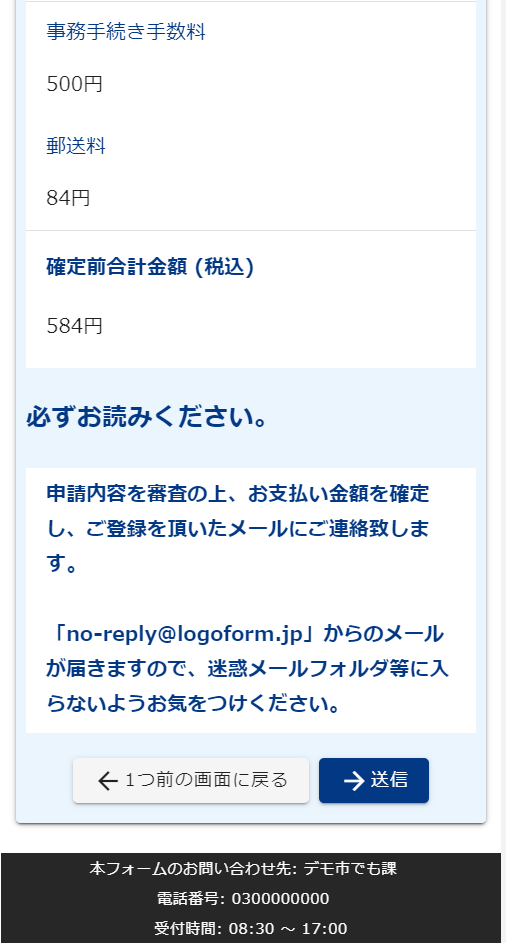 事務手続き手数料
500円
郵送料
84円
確定前合計金額 (税込)
584円
必ずお読みください。
申請内容を審査の上、お支払い金額を確定
し、ご登録を頂いたメールにご連絡致しま
す。
「no-reply@logoform.jp」からのメール
が届きますので、迷惑メールフォルダ等に入
らないようお気をつけください。
1つ前の画面に戻る
送信
本フォームのお問い合わせ先: デモ市でも課
電話番号: 0300000000
受付時間: 08:30 ～ 17:00